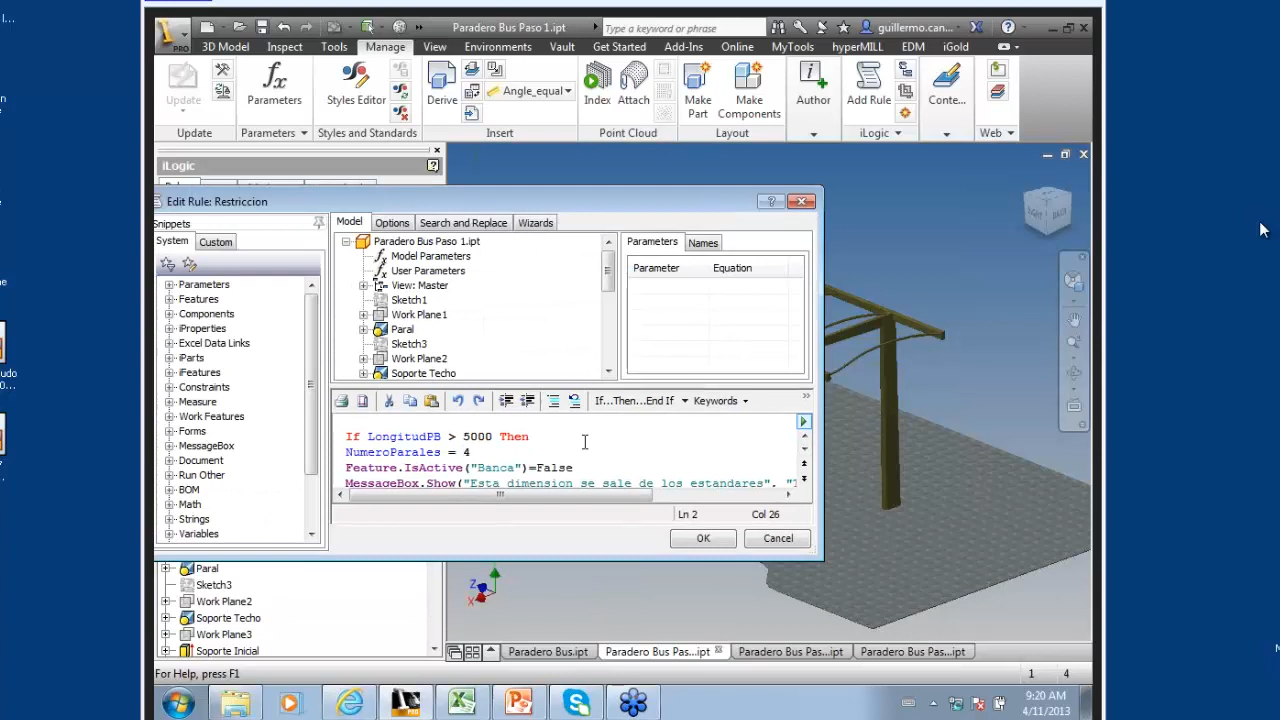 Paradero Bus Paso 1.ipt
Type a keyword or phrase
guillermo.can...
PRO
3D Model Inspect Tools Manage View Environments Vault Get Started Add-Ins Online MyTools hyperMILL EDM iGold
Update Parameters Styles Editor Derive Angle_equal Index Attach Make Part Make Components Author Add Rule Conte...
Update Parameters Styles and Standards Insert Point Cloud Layout iLogic Web
iLogic
Edit Rule: Restriccion
Snippets
System Custom
Parameters
Features
Components
iProperties
Excel Data Links
iParts
iFeatures
Constraints
Measure
Work Features
Forms
MessageBox
Document
Run Other
BOM
Math
Strings
Variables
Model Options Search and Replace Wizards
Paradero Bus Paso 1.ipt
Model Parameters
User Parameters
View: Master
Sketch1
Work Plane1
Paral
Sketch3
Work Plane2
Soporte Techo
Parameters Names
Parameter Equation
If...Then...End If Keywords
If LongitudPB > 5000 Then
NumeroParales = 4
Feature.IsActive("Banca")=False
MessageBox.Show("Esta dimension se sale de los estandares",
Ln 2 Col 26
OK Cancel
RIGHT BACK
Paral
Sketch3
Work Plane2
Soporte Techo
Work Plane3
Soporte Inicial
Z
X
Paradero Bus.ipt Paradero Bus Pas...ipt Paradero Bus Pas...ipt Paradero Bus Pas...ipt
For Help, press F1
1 4
9:20 AM
4/11/2013